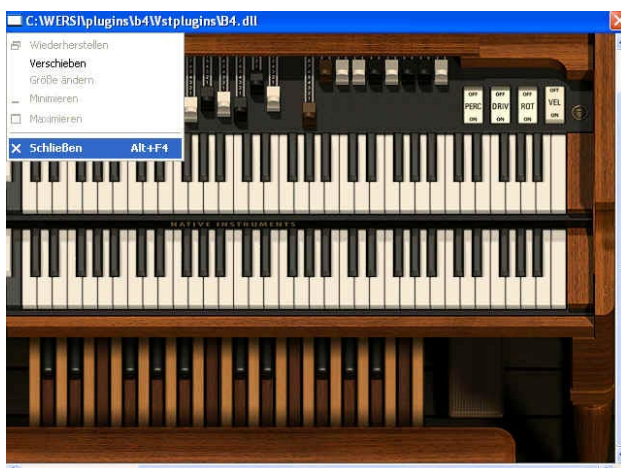 C:\WERSI\plugins\b4\Vstplugins\B4.dll
Wiederherstellen
Verschieben
Größe ändern
Minimieren
Maximieren
Schließen Alt+F4
OFF OFF OFF OFF
PERC DRIV ROT VEL
ON ON ON ON
NATIVE INSTRUMENTS